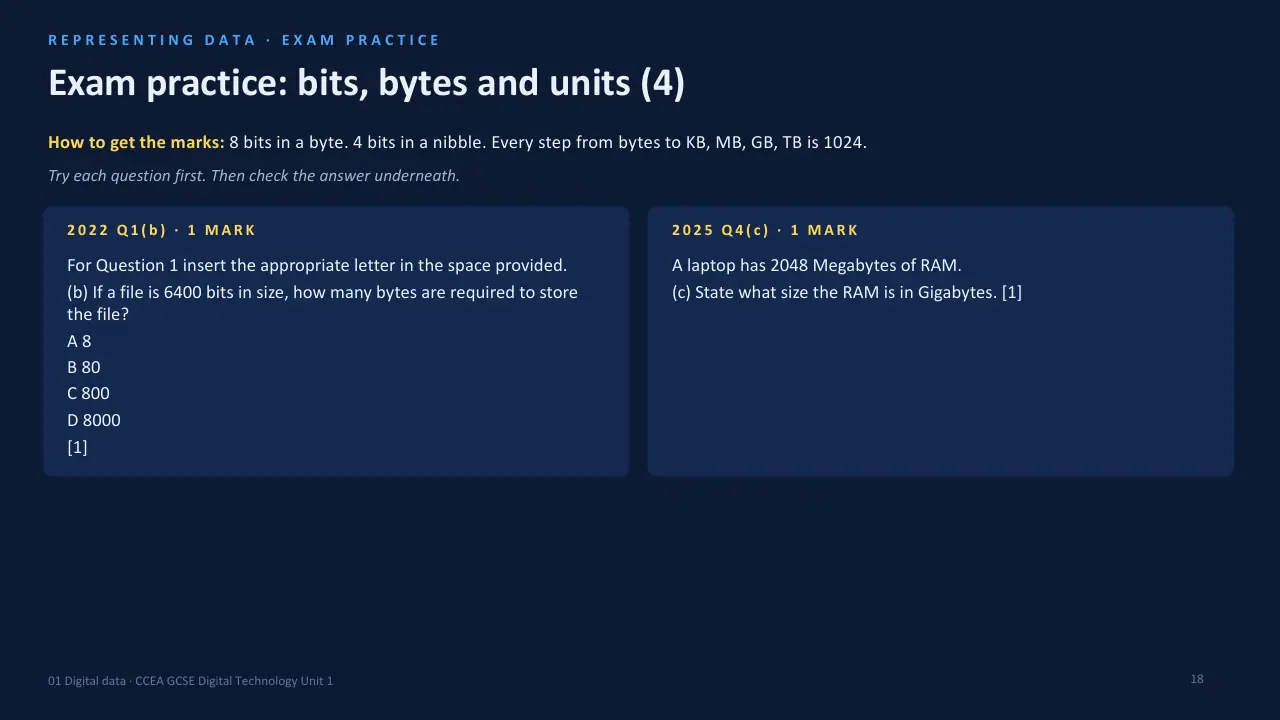 REPRESENTING DATA · EXAM PRACTICE
Exam practice: bits, bytes and units (4)
How to get the marks: 8 bits in a byte. 4 bits in a nibble. Every step from bytes to KB, MB, GB, TB is 1024.
Try each question first. Then check the answer underneath.
2022 Q1(b) · 1 MARK
For Question 1 insert the appropriate letter in the space provided.
(b) If a file is 6400 bits in size, how many bytes are required to store
the file?
A 8
B 80
C 800
D 8000
[1]
2025 Q4(c) · 1 MARK
A laptop has 2048 Megabytes of RAM.
(c) State what size the RAM is in Gigabytes. [1]
01 Digital data · CCEA GCSE Digital Technology Unit 1
18